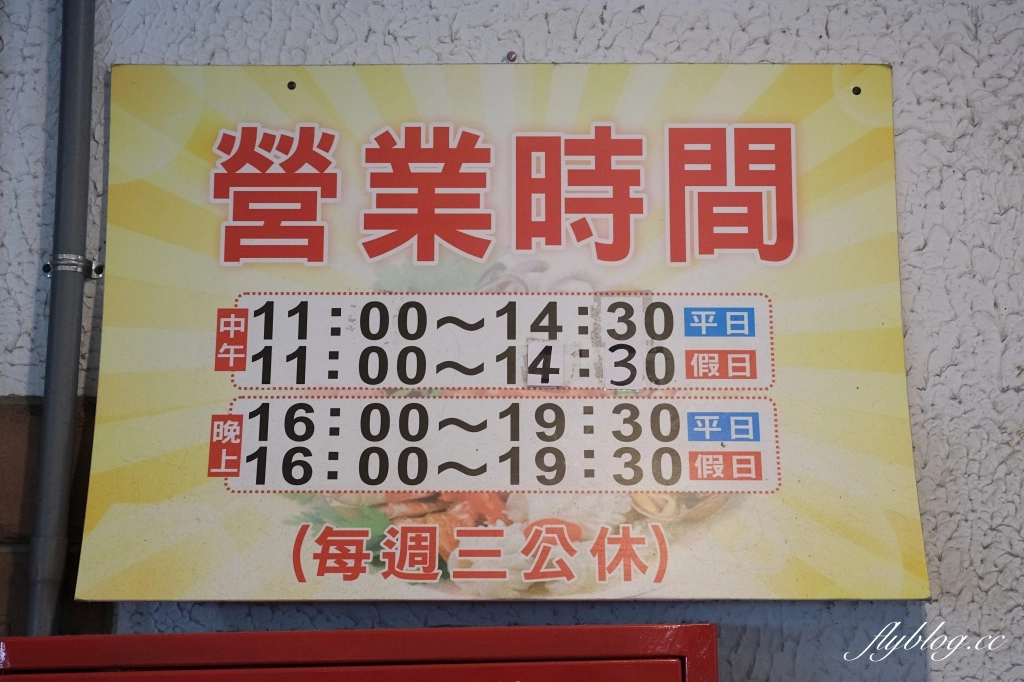 營業時間
中午 11:00～14:30 平日
11:00～14:30 假日
晚上 16:00～19:30 平日
16:00～19:30 假日
(每週三公休)
flyblog.cc